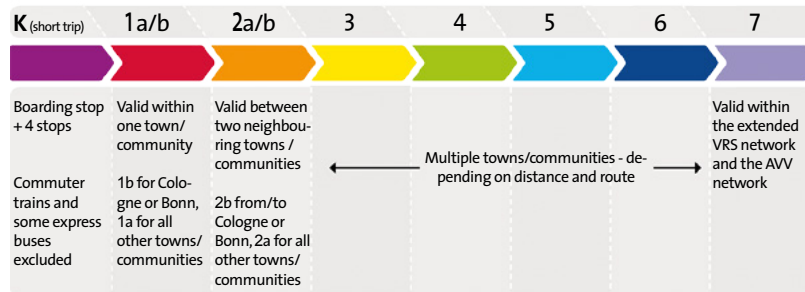 K (short trip)
1a/b
2a/b
3
4
5
6
7
Boarding stop
+ 4 stops
Commuter
trains and
some express
buses
excluded
Valid within
one town/
community
1b for Colo-
gne or Bonn,
1a for all
other towns/
communities
Valid between
two neighbou-
ring towns /
communities
2b from/to
Cologne or
Bonn, 2a for all
other towns/
communities
Multiple towns/communities - de-
pending on distance and route
Valid within
the extended
VRS network
and the AVV
network